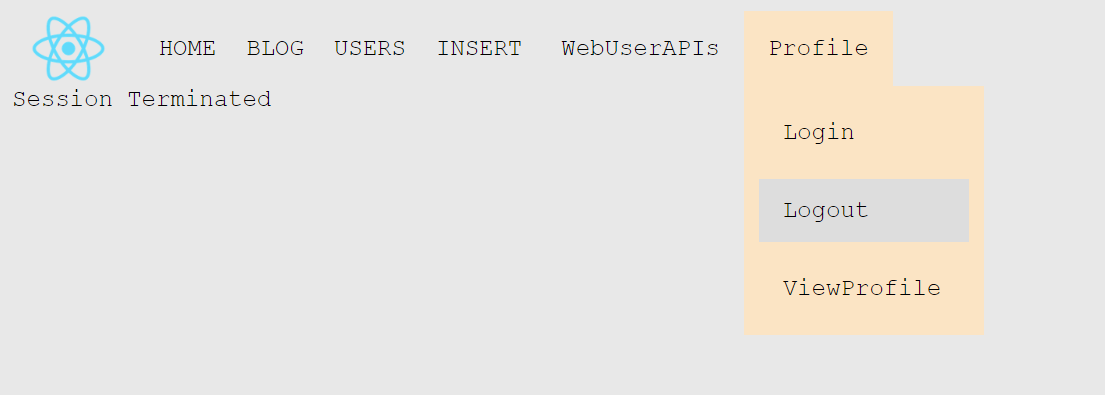 HOME BLOG USERS INSERT WebUserAPIs Profile
Session Terminated
Login
Logout
ViewProfile